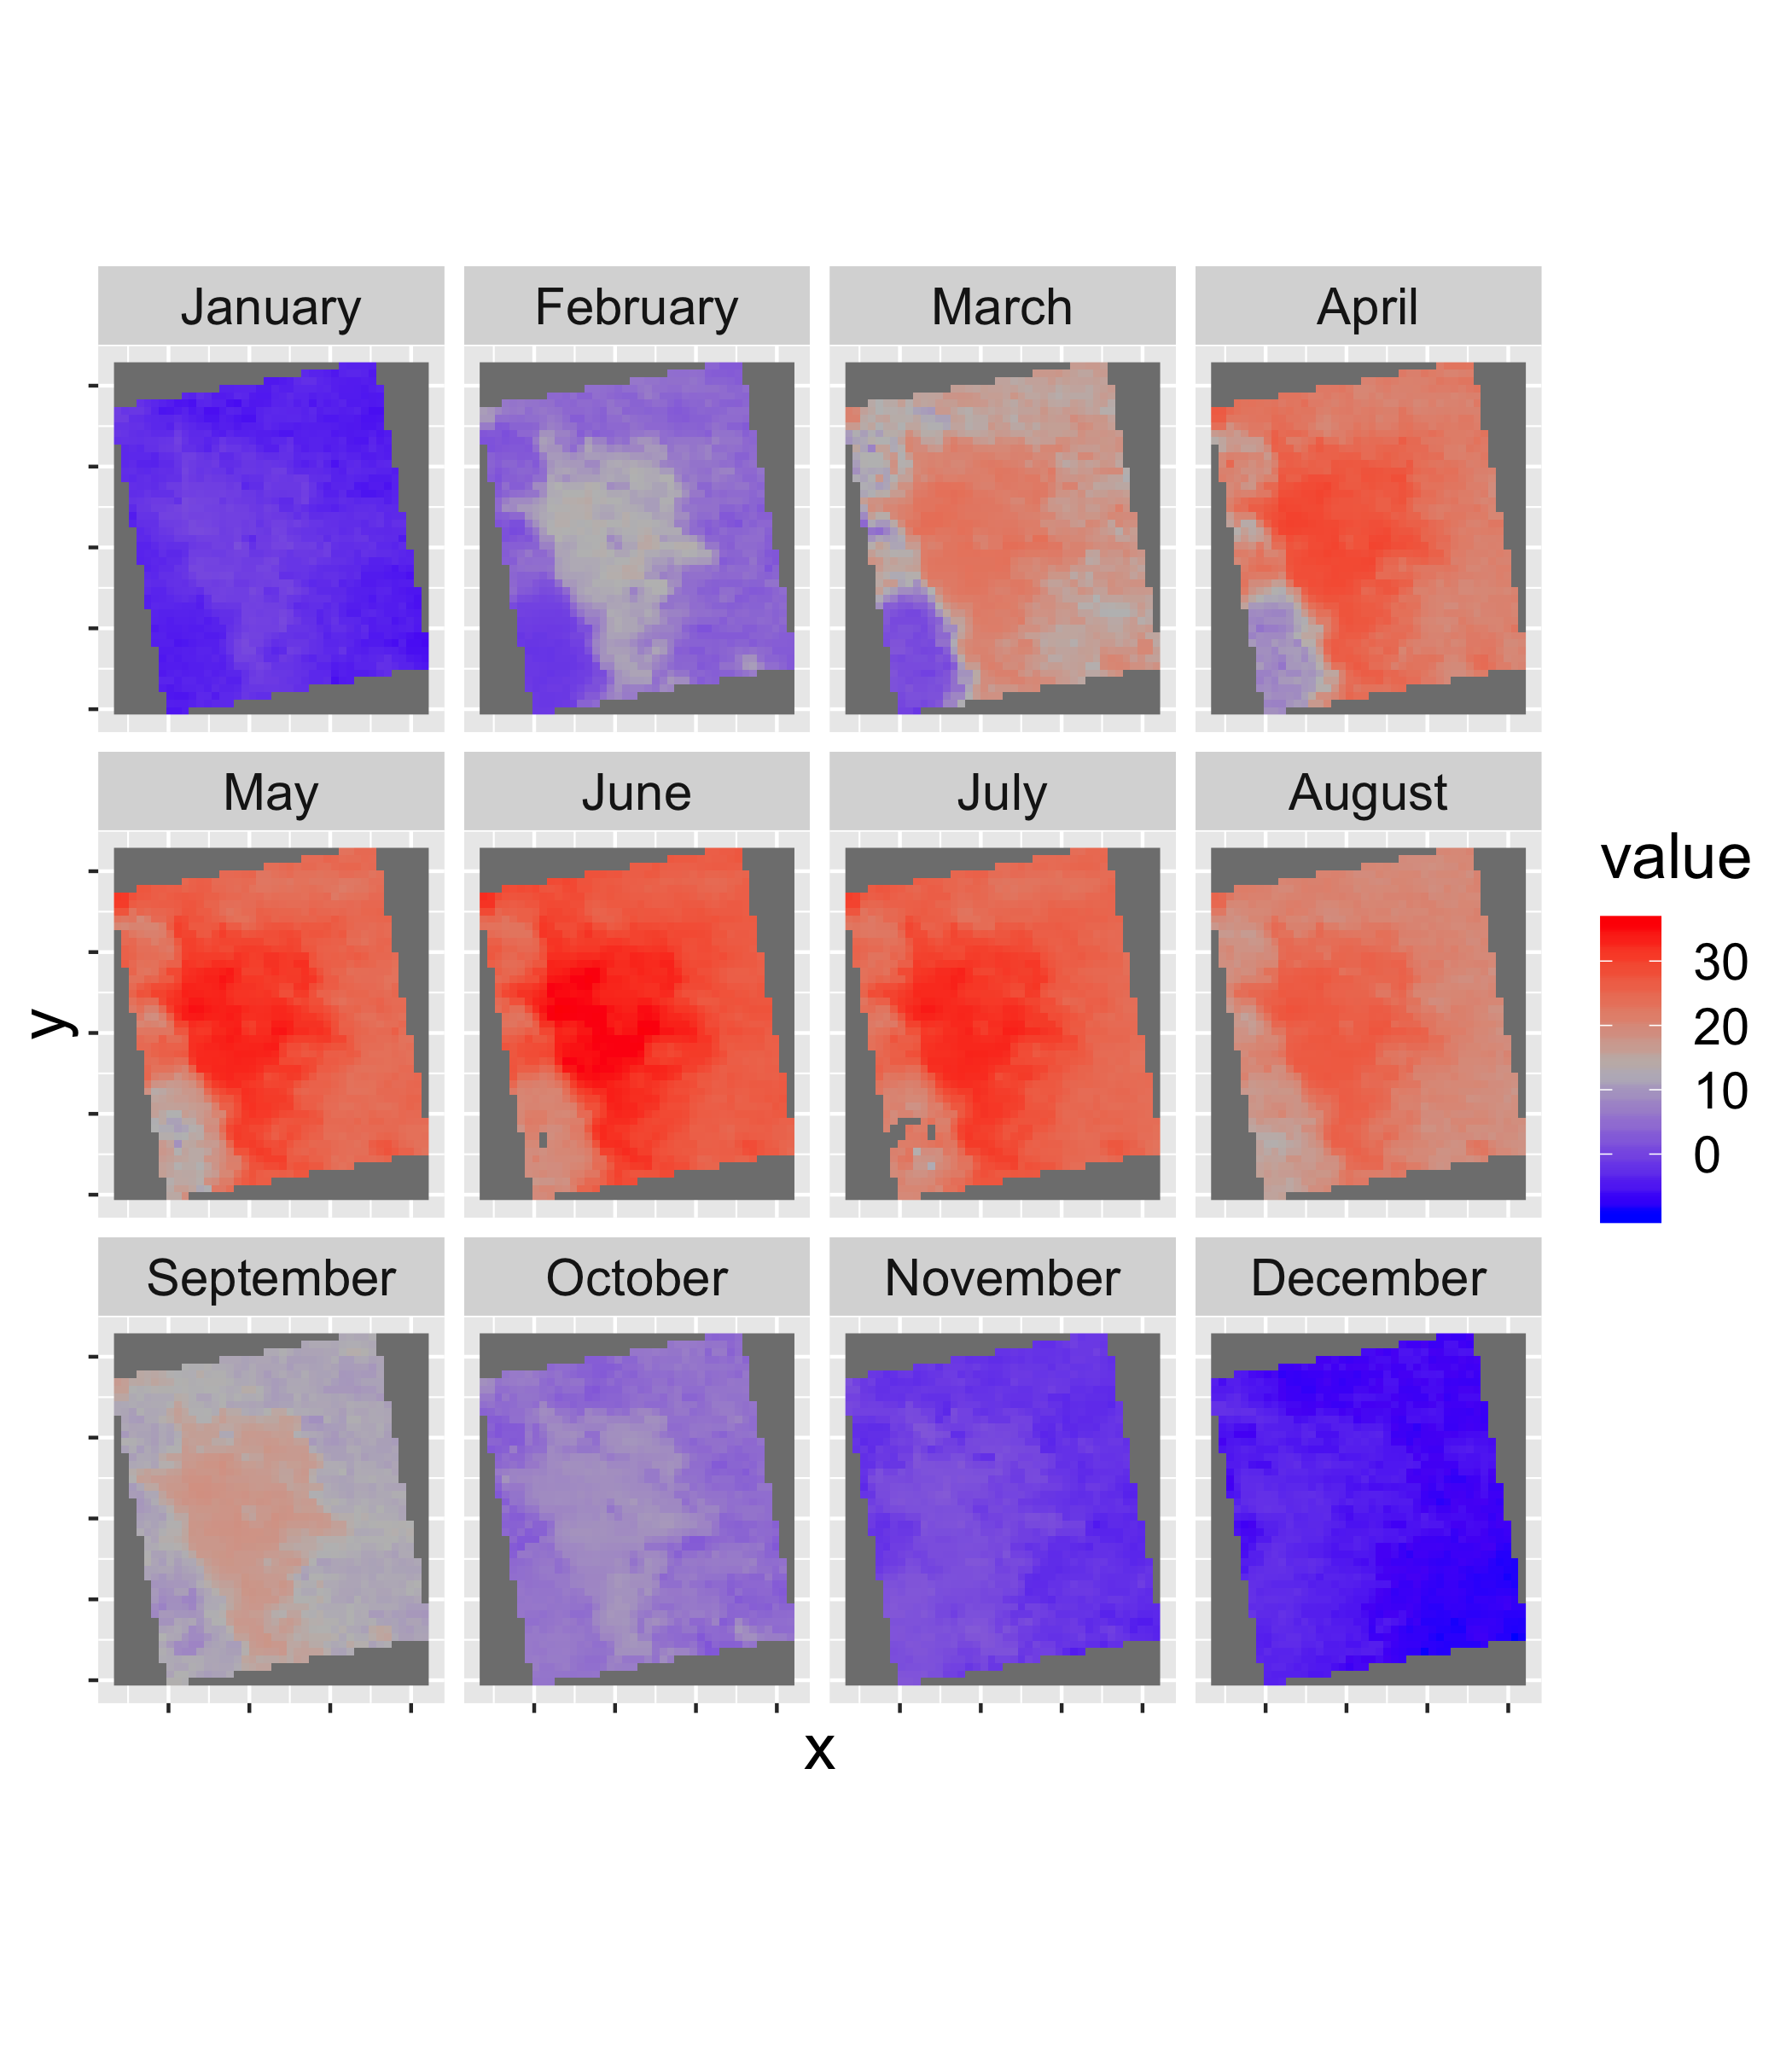 January February March April
May June July August
value
30
20
10
0
y
September October November December
x